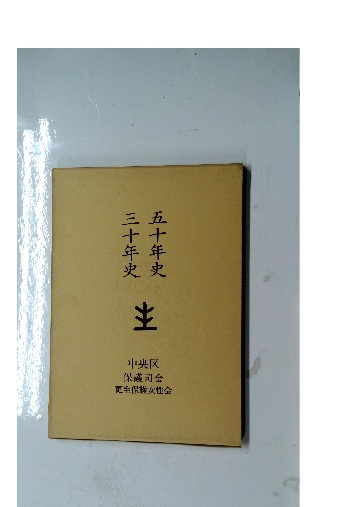 五十年史
三十年史
中央区
保護司会
更生保護女性会